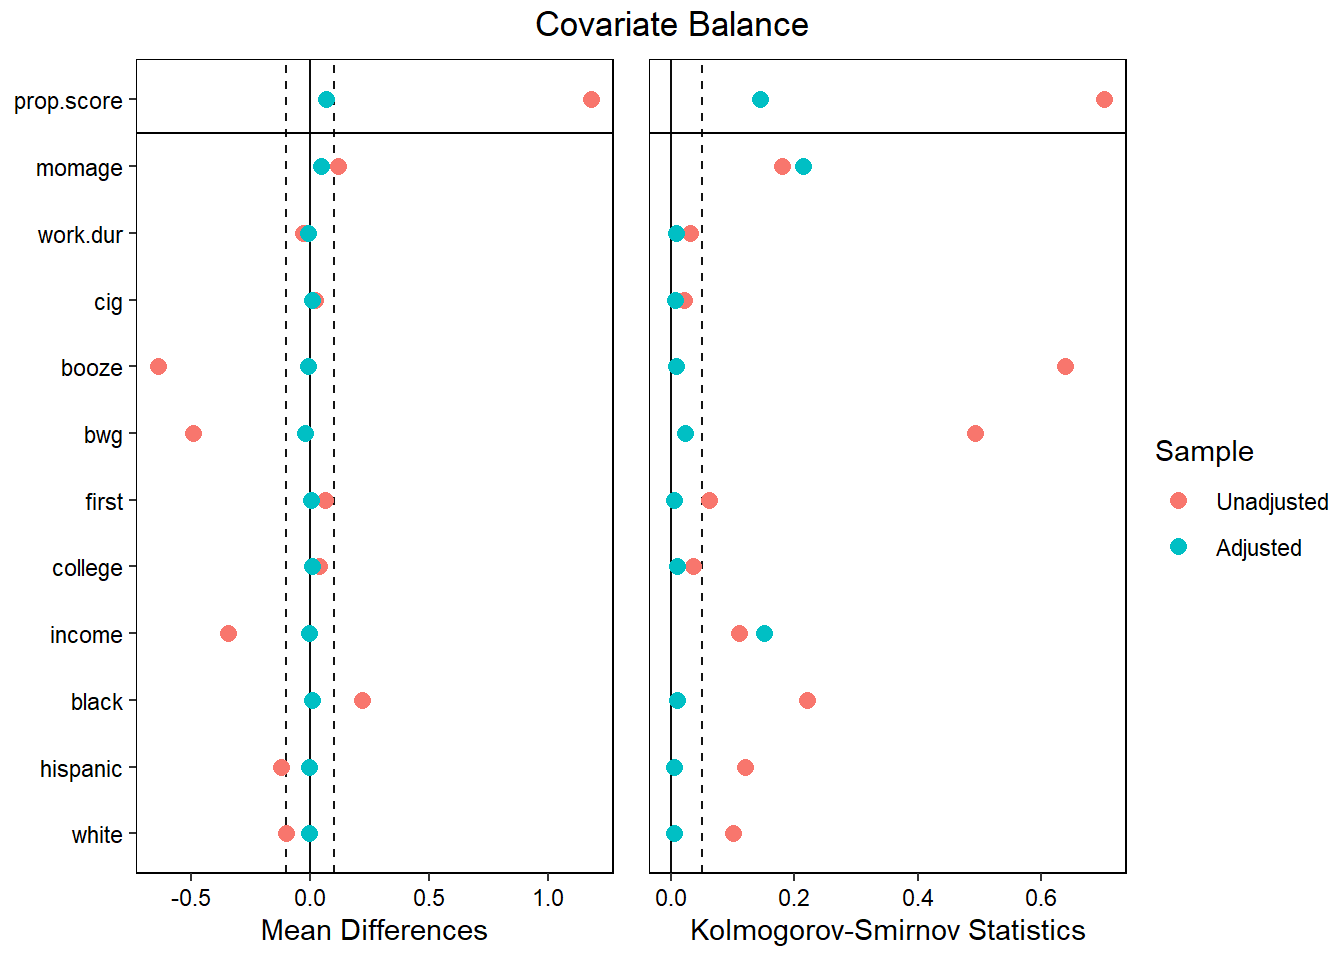 Covariate Balance
prop.score
momage
work.dur
cig
booze
bwg
first
college
income
black
hispanic
white
-0.5 0.0 0.5 1.0
Mean Differences
0.0 0.2 0.4 0.6
Kolmogorov-Smirnov Statistics
Sample
Unadjusted
Adjusted